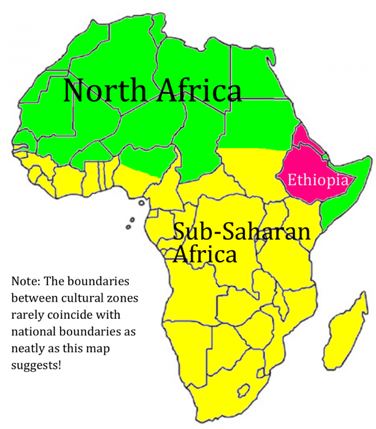 North Africa
Ethiopia
Sub-Saharan
Africa
Note: The boundaries
between cultural zones
rarely coincide with
national boundaries as
neatly as this map
suggests!